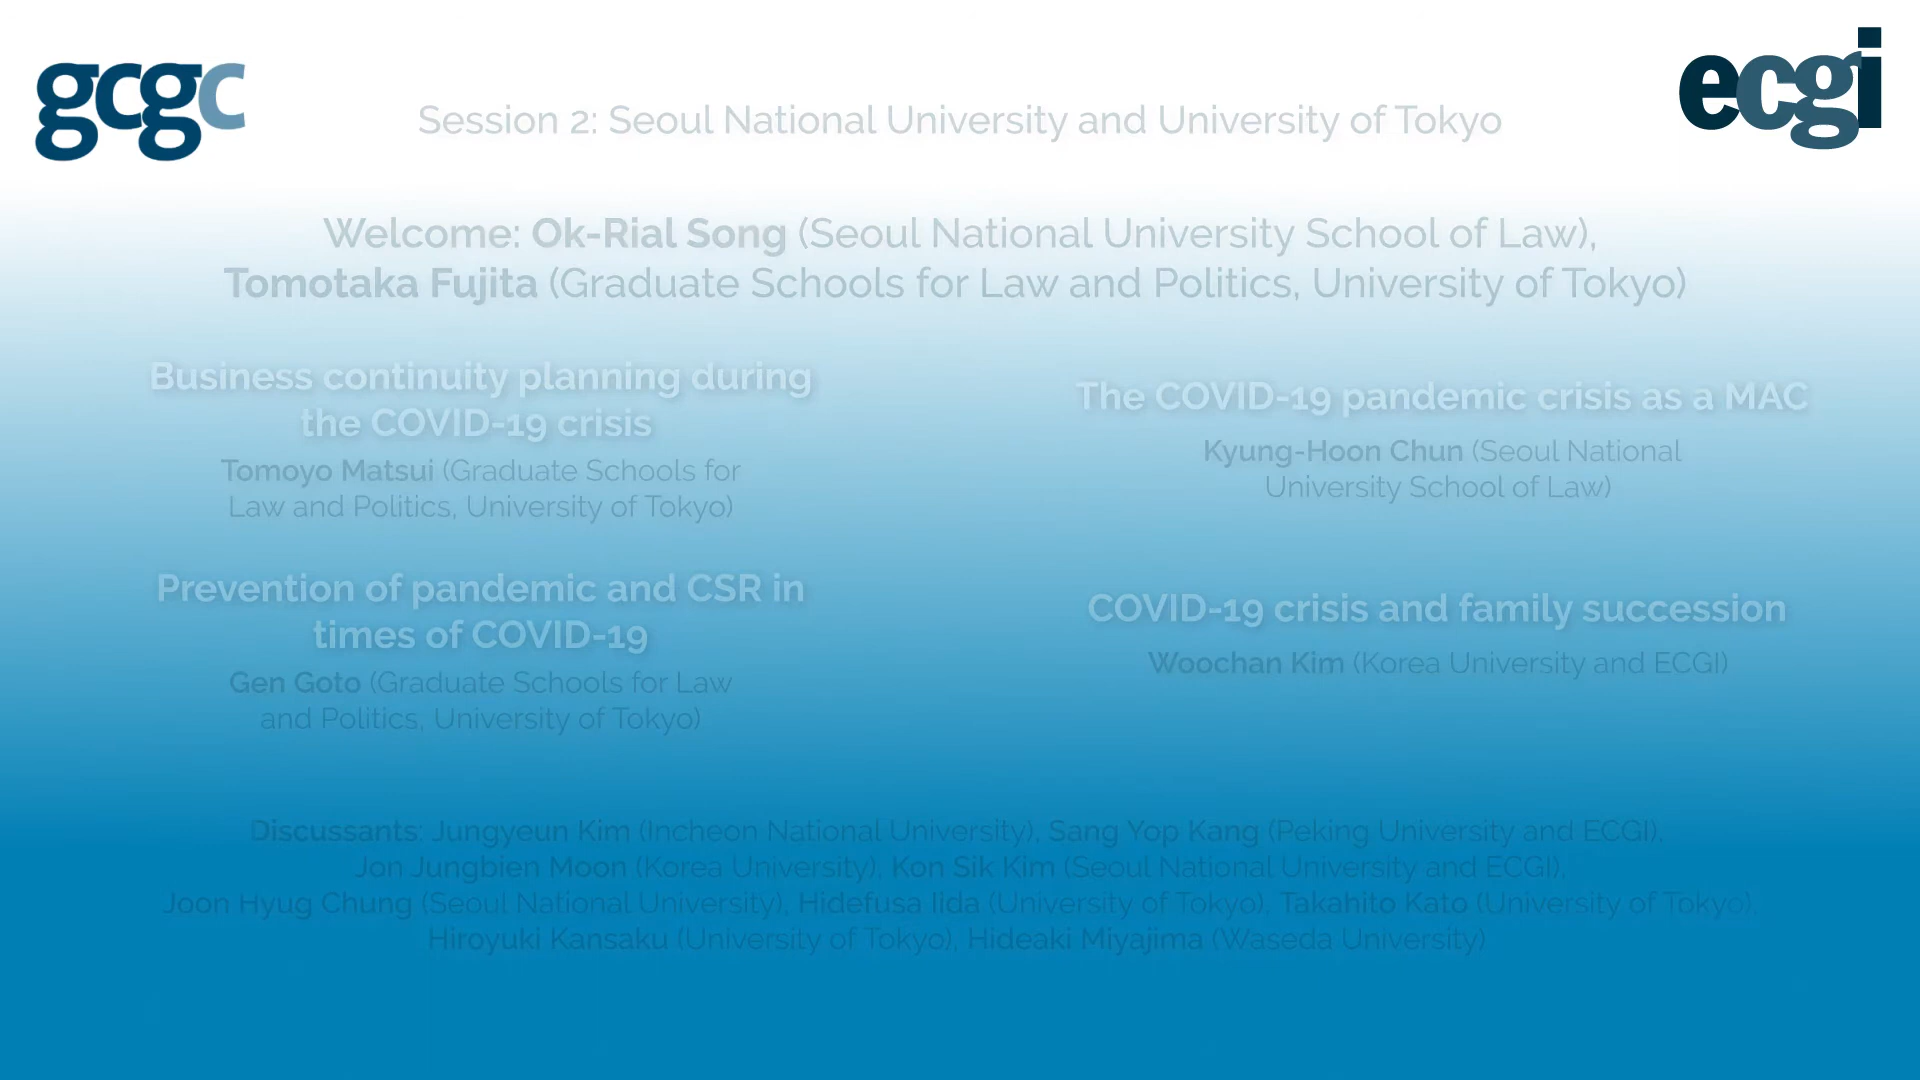 gcgc
ecgi
Session 2: Seoul National University and University of Tokyo
Welcome: Ok-Rial Song (Seoul National University School of Law),
Tomotaka Fujita (Graduate Schools for Law and Politics, University of Tokyo)
Business continuity planning during
the COVID-19 crisis
Tomoyo Matsui (Graduate Schools for
Law and Politics, University of Tokyo)
The COVID-19 pandemic crisis as a MAC
Kyung-Hoon Chun (Seoul National
University School of Law)
Prevention of pandemic and CSR in
times of COVID-19
Gen Goto (Graduate Schools for Law
and Politics, University of Tokyo)
COVID-19 crisis and family succession
Woochan Kim (Korea University and ECGI)
Discussants: Jungyeun Kim (Incheon National University), Sang Yop Kang (Peking University and ECGI),
Jon Jungbien Moon (Korea University), Kon Sik Kim (Seoul National University and ECGI),
Joon Hyug Chung (Seoul National University), Hidefusa Iida (University of Tokyo), Takahito Kato (University of Tokyo),
Hiroyuki Kansaku (University of Tokyo), Hideaki Miyajima (Waseda University)